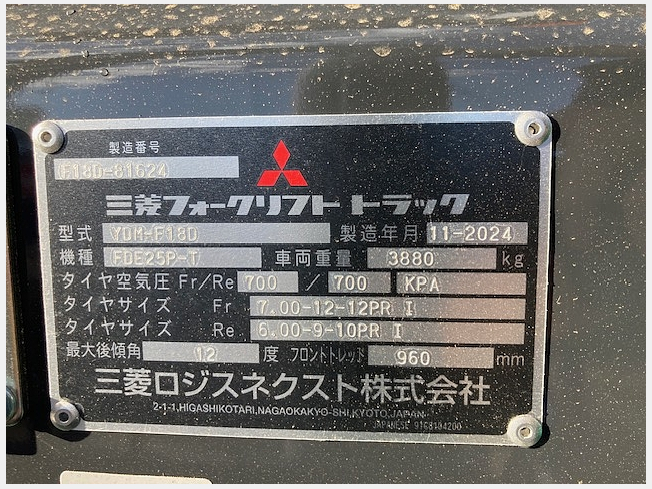 製造番号
F18D-81624
三菱フォークリフト トラック
型式 YDM-F18D 製造年月 11-2024
機種 FDE25P-T 車両重量 3880 kg
タイヤ空気圧 Fr/Re 700 / 700 KPA
タイヤサイズ Fr 7.00-12-12PR I
タイヤサイズ Re 6.00-9-10PR I
最大後傾角 12 度 フロントトレッド 960 mm
三菱ロジスネクスト株式会社
2-1-1,HIGASHIKOTARI,NAGAOKAKYO-SHI,KYOTO,JAPAN
JAPANESE 9168104200